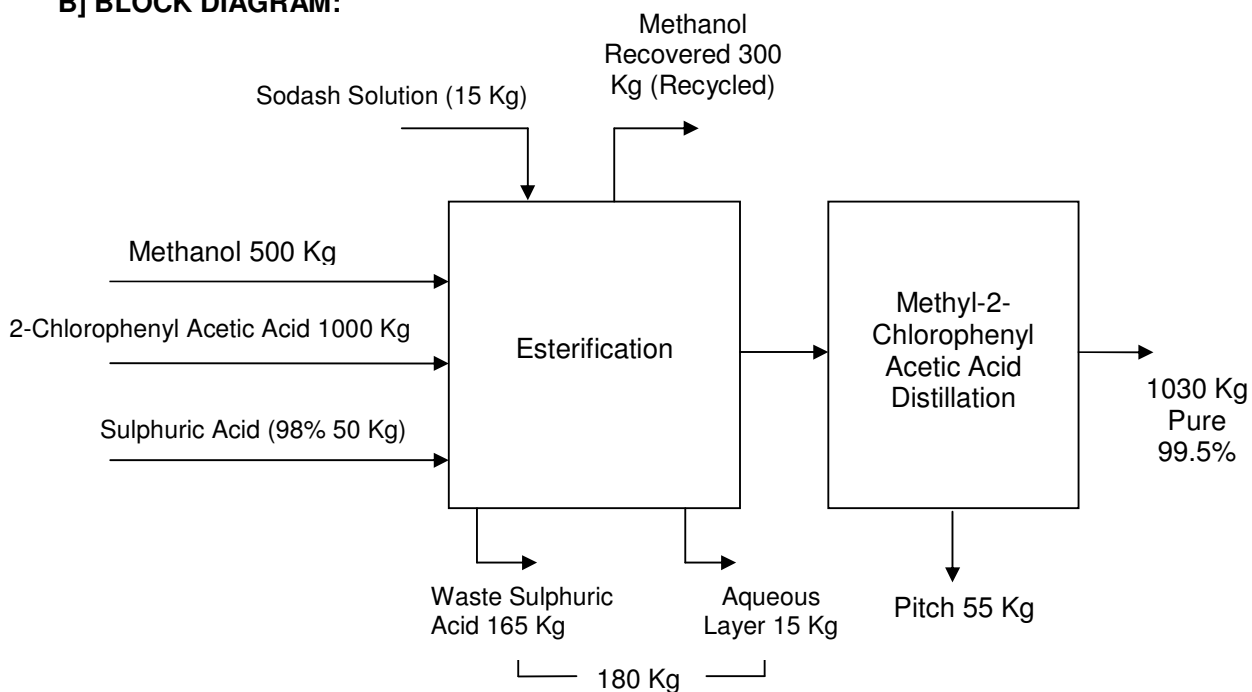 B] BLOCK DIAGRAM:
Methanol
Recovered 300
Kg (Recycled)
Sodash Solution (15 Kg)
Methanol 500 Kg
2-Chlorophenyl Acetic Acid 1000 Kg
Sulphuric Acid (98% 50 Kg)
Esterification
Methyl-2-
Chlorophenyl
Acetic Acid
Distillation
1030 Kg
Pure
99.5%
Waste Sulphuric
Acid 165 Kg
Aqueous
Layer 15 Kg
180 Kg
Pitch 55 Kg